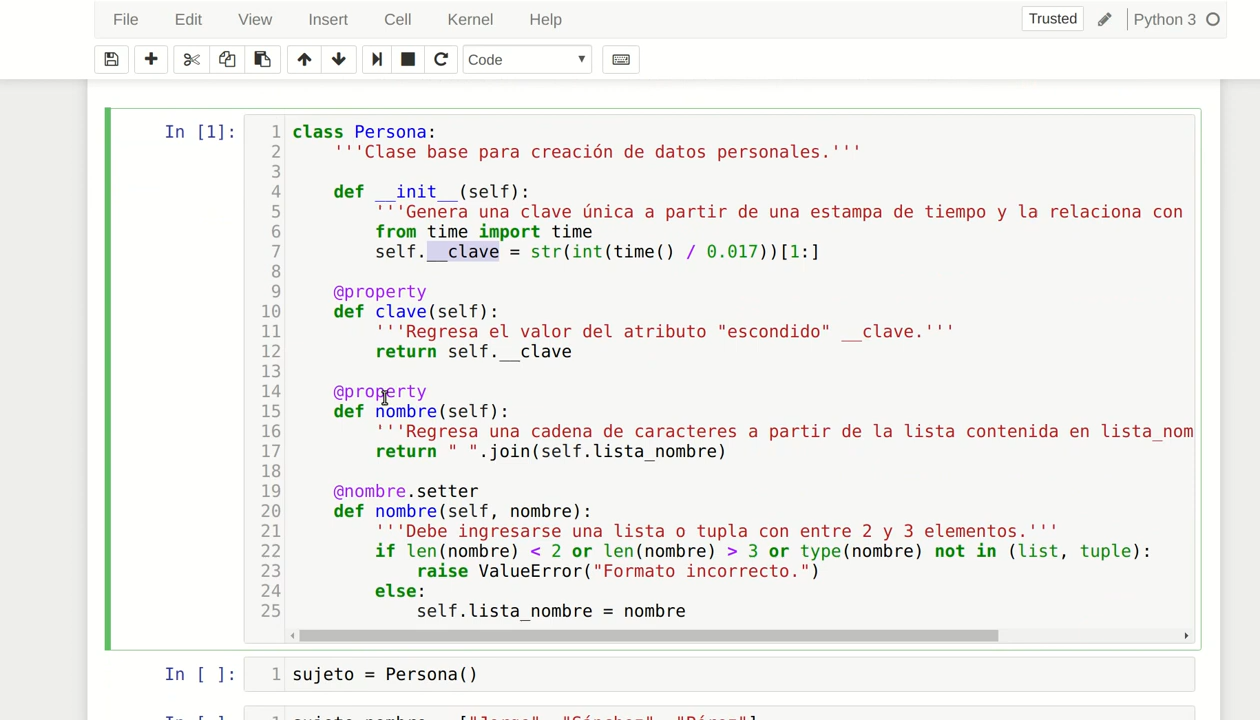 File Edit View Insert Cell Kernel Help Trusted Python 3
Code
In [1]:
1 class Persona:
2 '''Clase base para creación de datos personales.'''
3
4 def __init__(self):
5 '''Genera una clave única a partir de una estampa de tiempo y la relaciona con
6 from time import time
7 self.__clave = str(int(time() / 0.017))[1:]
8
9 @property
10 def clave(self):
11 '''Regresa el valor del atributo "escondido" __clave.'''
12 return self.__clave
13
14 @property
15 def nombre(self):
16 '''Regresa una cadena de caracteres a partir de la lista contenida en lista_nom
17 return " ".join(self.lista_nombre)
18
19 @nombre.setter
20 def nombre(self, nombre):
21 '''Debe ingresarse una lista o tupla con entre 2 y 3 elementos.'''
22 if len(nombre) < 2 or len(nombre) > 3 or type(nombre) not in (list, tuple):
23 raise ValueError("Formato incorrecto.")
24 else:
25 self.lista_nombre = nombre
In [ ]: 1 sujeto = Persona()
In [ ]: 1 sujeto.nombre = ["Jorge", "Sánchez", "Pérez"]